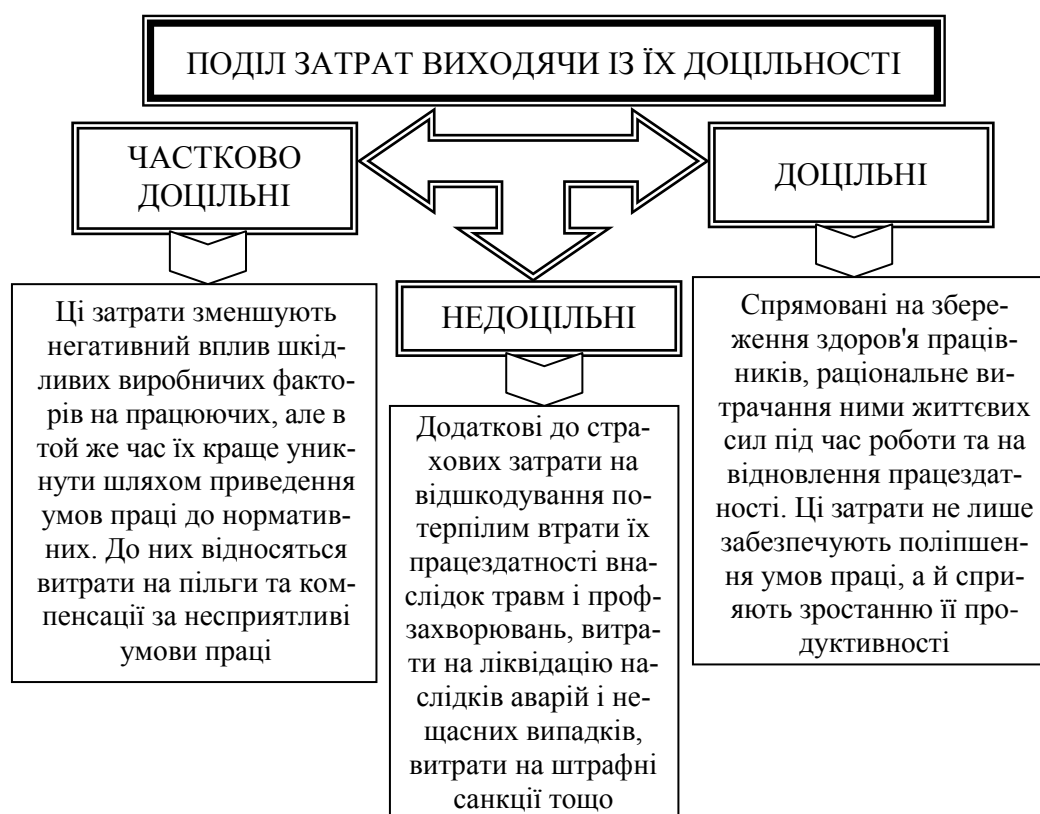 ПОДІЛ ЗАТРАТ ВИХОДЯЧИ ІЗ ЇХ ДОЦІЛЬНОСТІ
ЧАСТКОВО
ДОЦІЛЬНІ
Ці затрати зменшують
негативний вплив шкід-
ливих виробничих факто-
рів на працюючих, але в
той же час їх краще уник-
нути шляхом приведення
умов праці до норматив-
них. До них відносяться
витрати на пільги та ком-
пенсації за несприятливі
умови праці
НЕДОЦІЛЬНІ
Додаткові до стра-
хових затрати на
відшкодування по-
терпілим втрати їх
працездатності вна-
слідок травм і проф-
захворювань, витра-
ти на ліквідацію на-
слідків аварій і не-
щасних випадків,
витрати на штрафні
санкції тощо
ДОЦІЛЬНІ
Спрямовані на збере-
ження здоров'я праців-
ників, раціональне ви-
трачання ними життєвих
сил під час роботи та на
відновлення працездат-
ності. Ці затрати не лише
забезпечують поліпшен-
ня умов праці, а й спри-
яють зростанню її про-
дуктивності